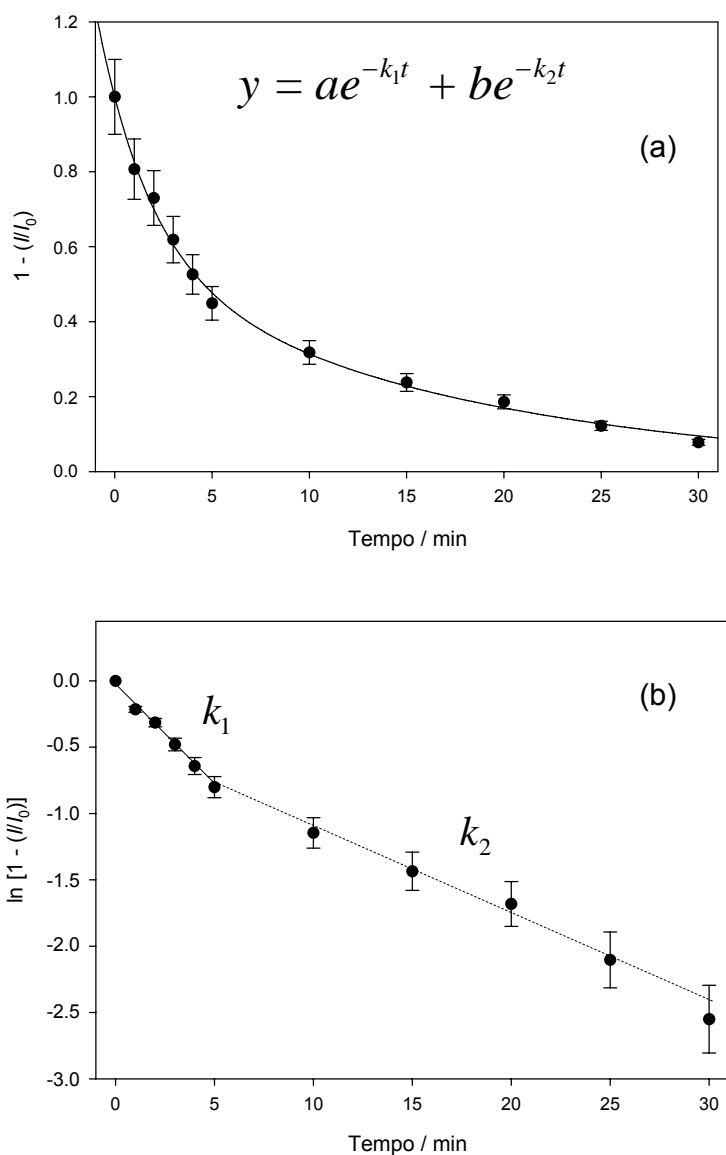 y = ae^{-k_1t} + be^{-k_2t}
(a)
1 - (I/I_0)
1.2
1.0
0.8
0.6
0.4
0.2
0.0
0 5 10 15 20 25 30
Tempo / min
(b)
k_1
k_2
ln [1 - (I/I_0)]
0.0
-0.5
-1.0
-1.5
-2.0
-2.5
-3.0
0 5 10 15 20 25 30
Tempo / min